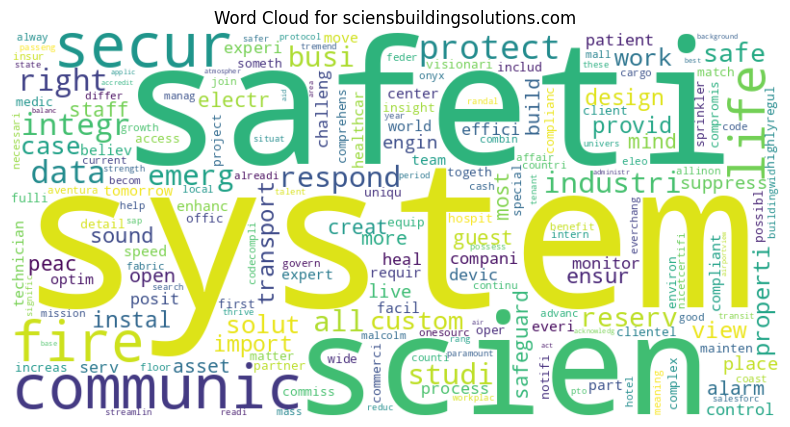 Word Cloud for sciensbuildingsolutions.com
safeti
system
scien
secur
fire
communic
life
protect
busi
right
integr
data
emerg
respond
industri
provid
design
work
safe
patient
experi
electr
staff
case
believ
medic
alway
insur
someth
differ
manag
join
access
project
growth
necessari
challeng
comprehens
healthcar
center
insight
world
team
engin
effici
build
mind
visionari
includ
move
cargo
mall
these
match
client
complianc
sprinkler
compromis
code
background
protocol
safer
tremend
feder
onyx
passeng
state
applic
accredit
atmospher
area
aid
year
situat
combin
randal
univers
best
suppress
allinon
eleo
countri
affair
cash
special
togeth
uniqu
alreadi
current
strength
balanc
becom
local
tomorrow
aventura
enhanc
offic
fulli
help
sap
detail
technician
speed
fabric
search
expert
govern
codecompli
transport
creat
equip
more
most
guest
hospit
heal
compani
requir
devic
live
facil
period
talent
tenant
administr
possibl
properti
everchang
monitor
ensur
benefit
intern
environ
compliant
nicetcertifi
buildingwidhighlyregul
peac
sound
open
optim
posit
mission
first
instal
solut
import
all
custom
safeguard
reserv
view
advanc
good
transit
everi
clientel
mainten
continu
possess
oper
onesourc
malcolm
thrive
matter
partner
asset
serv
increas
floor
base
signific
commiss
wide
commerci
counti
rang
paramount
air
acknowledg
studi
process
part
notifi
hotel
complex
meaning
alarm
place
coast
salesforc
control
act
pto
workplac
reduc
mass
readi
streamlin